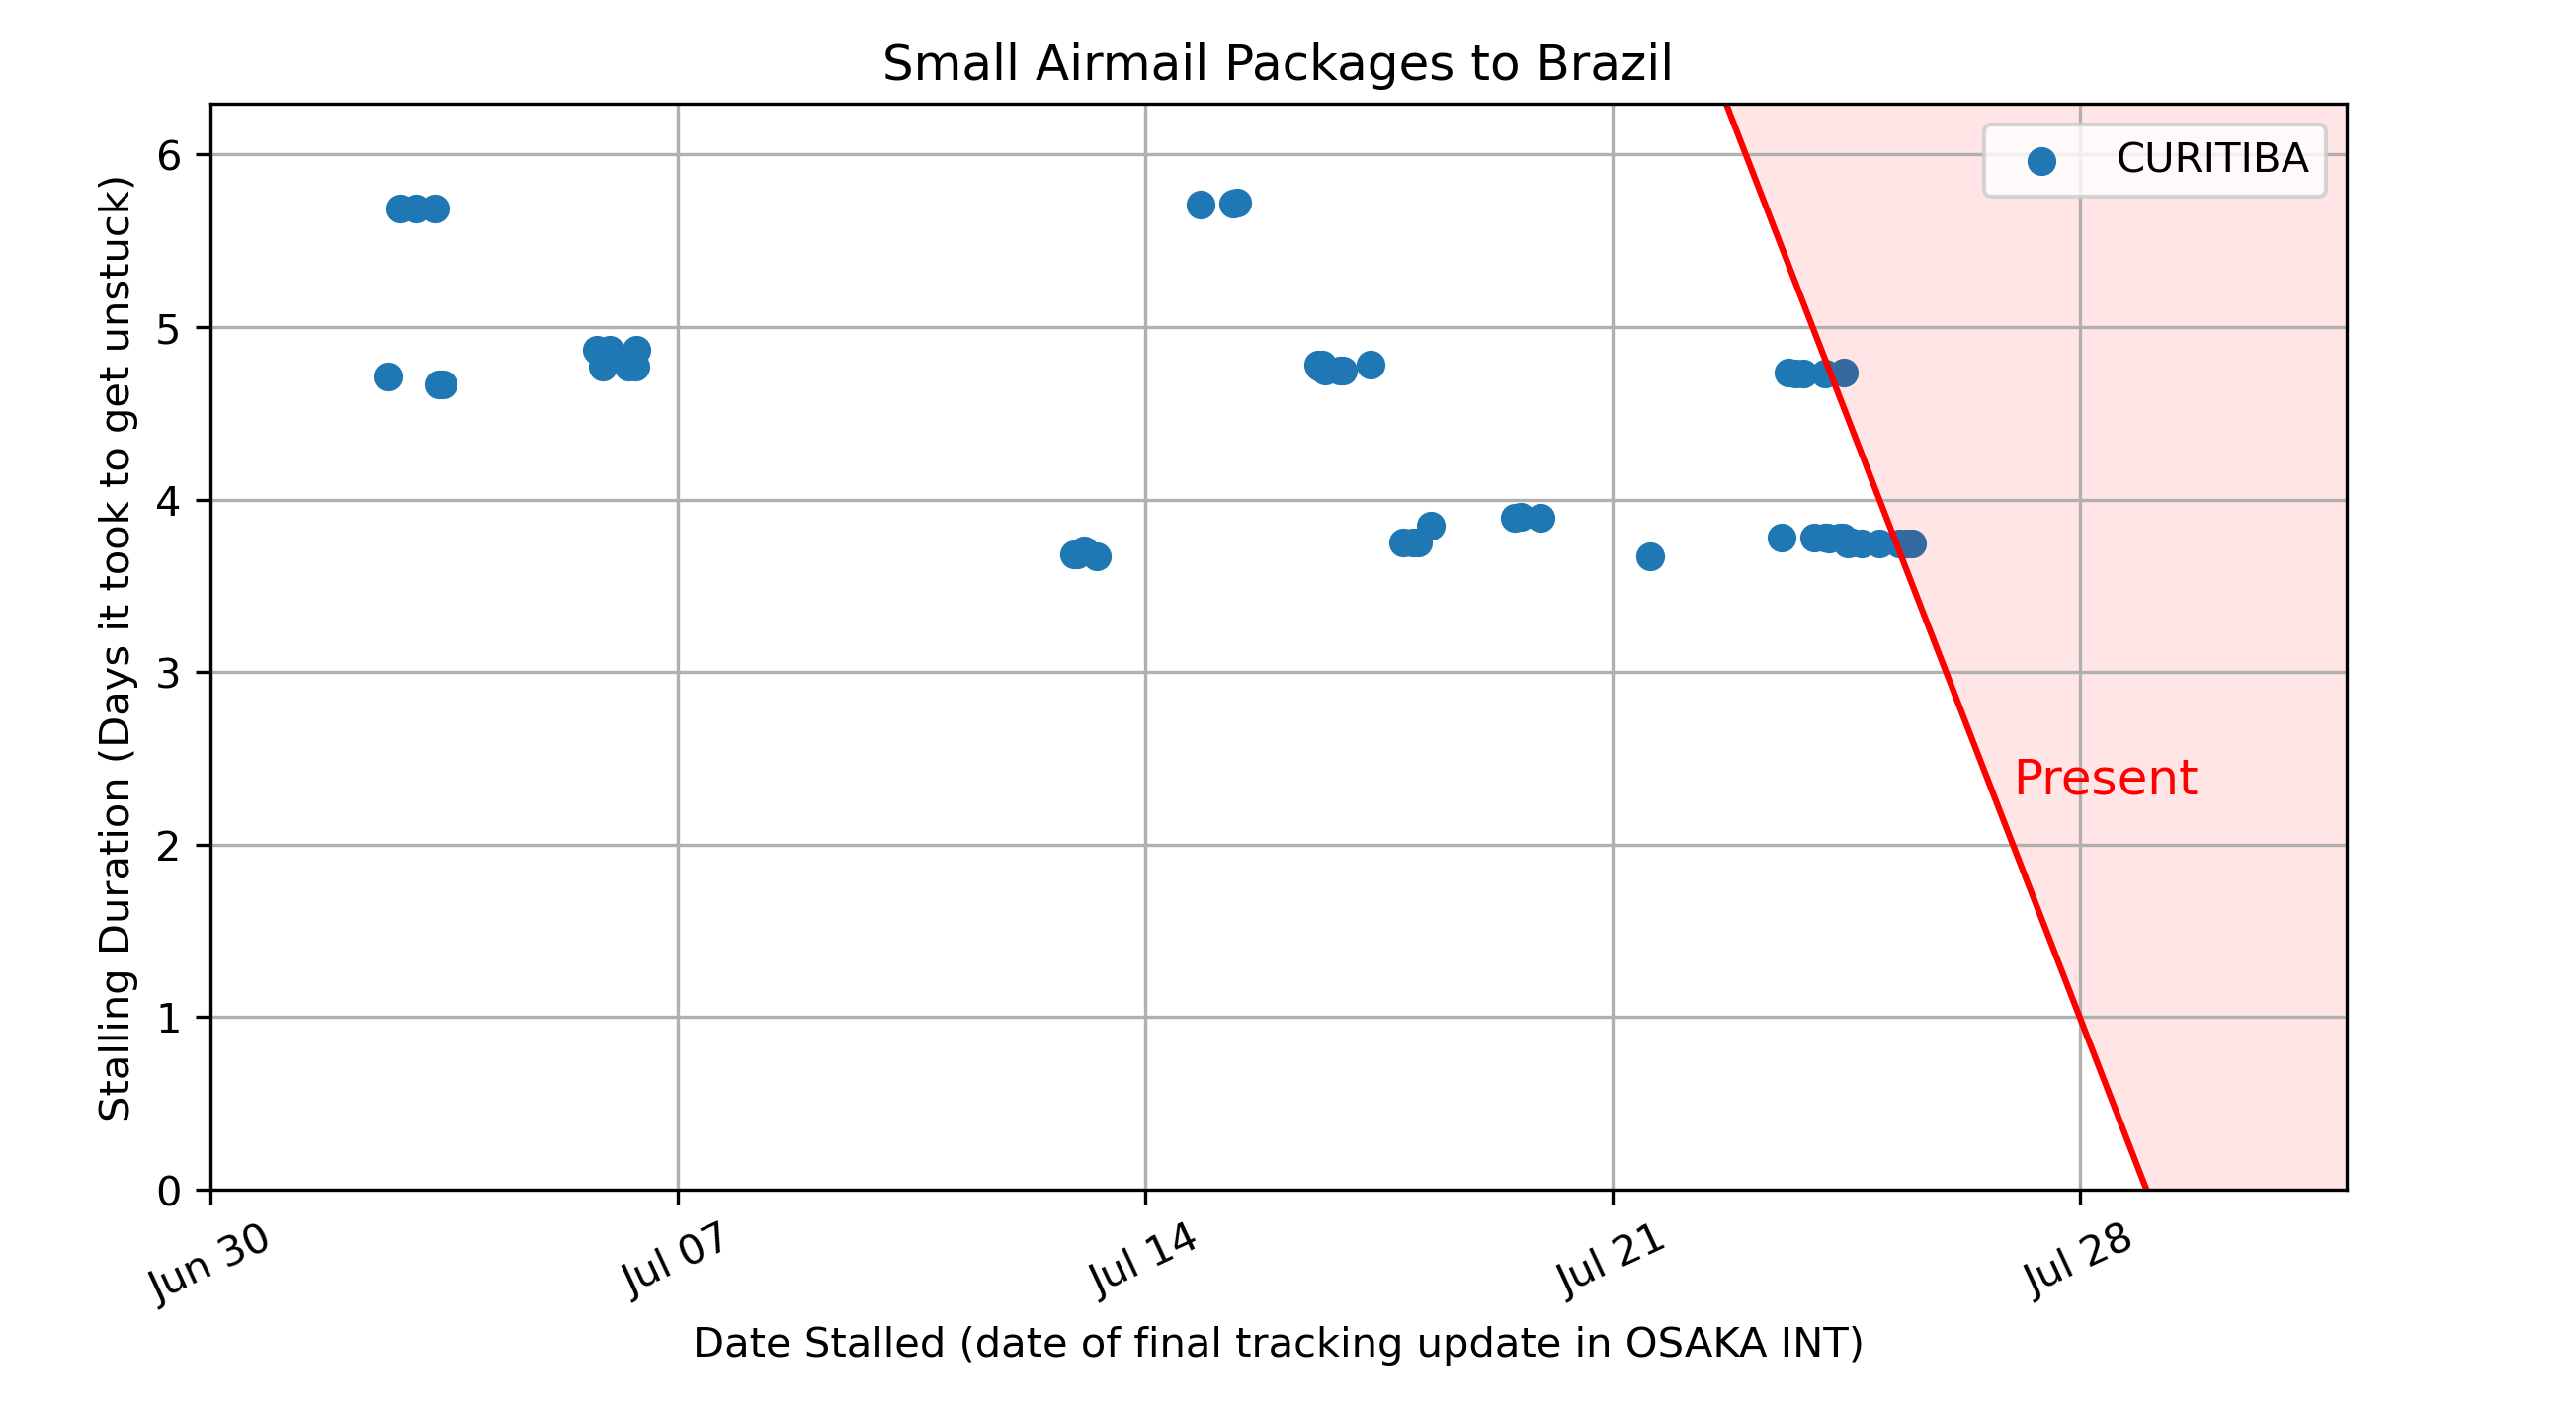 Small Airmail Packages to Brazil
CURITIBA
Stalling Duration (Days it took to get unstuck)
6
5
4
3
2
1
0
Present
Jun 30
Jul 07
Jul 14
Jul 21
Jul 28
Date Stalled (date of final tracking update in OSAKA INT)